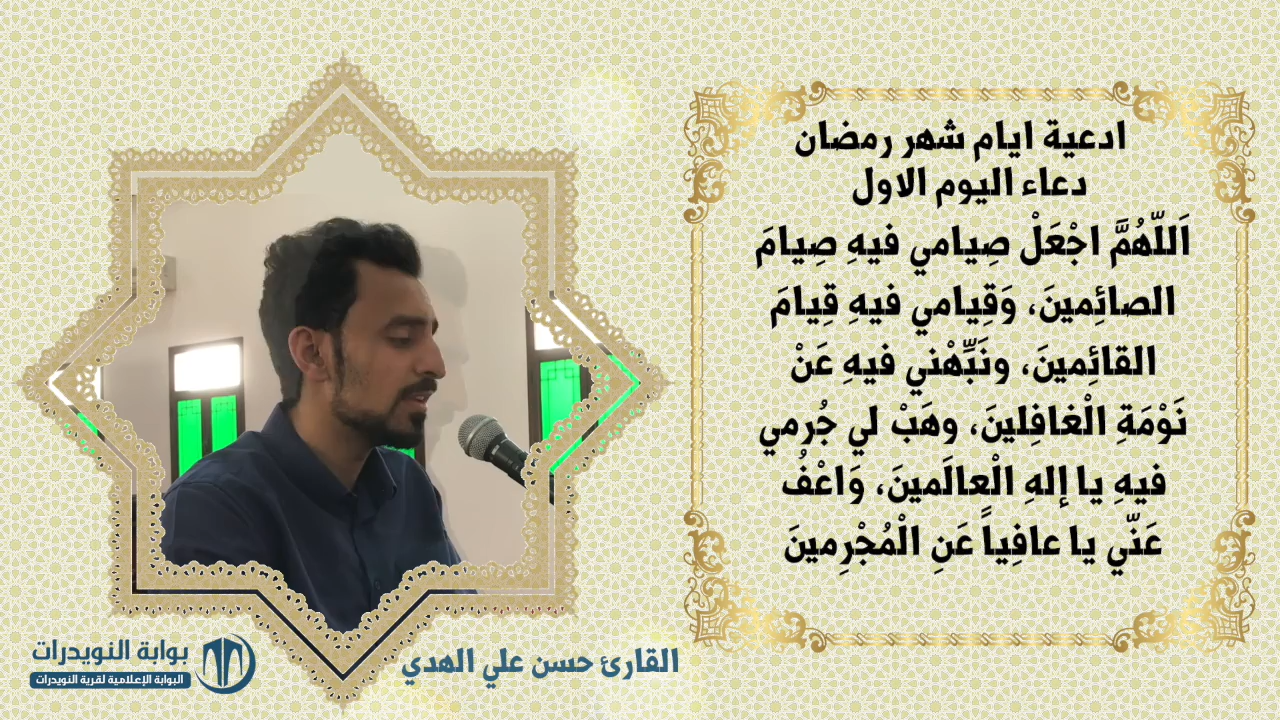 ادعية ايام شهر رمضان
دعاء اليوم الاول
اَللّهُمَّ اجْعَلْ صِيامي فيهِ صِيامَ
الصائِمينَ، وَقِيامي فيهِ قِيامَ
القائِمينَ، ونَبِّهْني فيهِ عَنْ
نَوْمَةِ الْغافِلينَ، وهَبْ لي جُرمي
فيهِ يا إلهِ الْعالَمينَ، وَاعْفُ
عَنّي يا عافِياً عَنِ الْمُجْرِمينَ
القارئ حسن علي الهدي
بوابة النويدرات
البوابة الإعلامية لقرية النويدرات